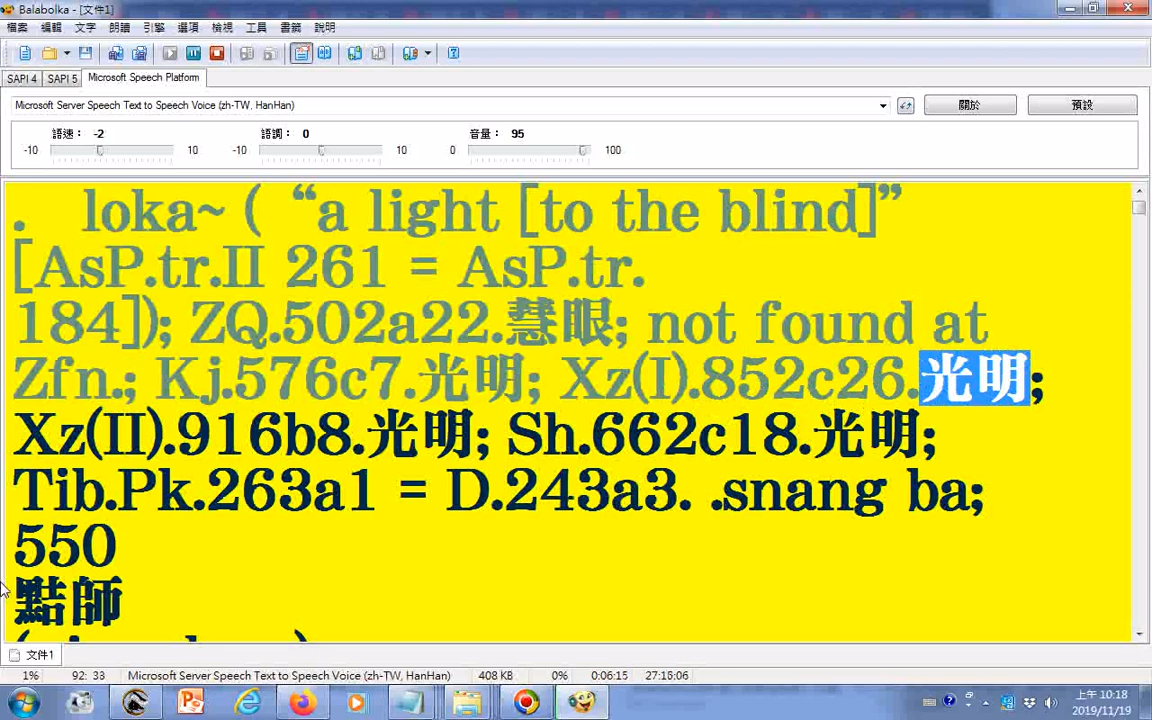 Balabolka - [文件1]
檔案 編輯 文字 朗讀 引擎 選項 檢視 工具 書籤 說明
SAPI 4 SAPI 5 Microsoft Speech Platform
Microsoft Server Speech Text to Speech Voice (zh-TW, HanHan) 關於 預設
語速： -2 語調： 0 音量： 95
-10 10 -10 10 0 100
. loka~ (“a light [to the blind]”
[AsP.tr.II 261 = AsP.tr.
184]); ZQ.502a22.慧眼; not found at
Zfn.; Kj.576c7.光明; Xz(I).852c26.光明;
Xz(II).916b8.光明; Sh.662c18.光明;
Tib.Pk.263a1 = D.243a3. .snang ba;
550
黠師
文件1
1% 92: 33 Microsoft Server Speech Text to Speech Voice (zh-TW, HanHan) 408 KB 0% 0:06:15 27:16:06
上午 10:18
2019/11/19